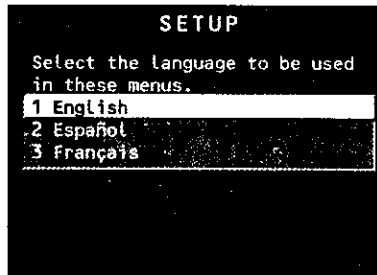 SETUP
Select the language to be used
in these menus.
1 English
2 Español
3 Français